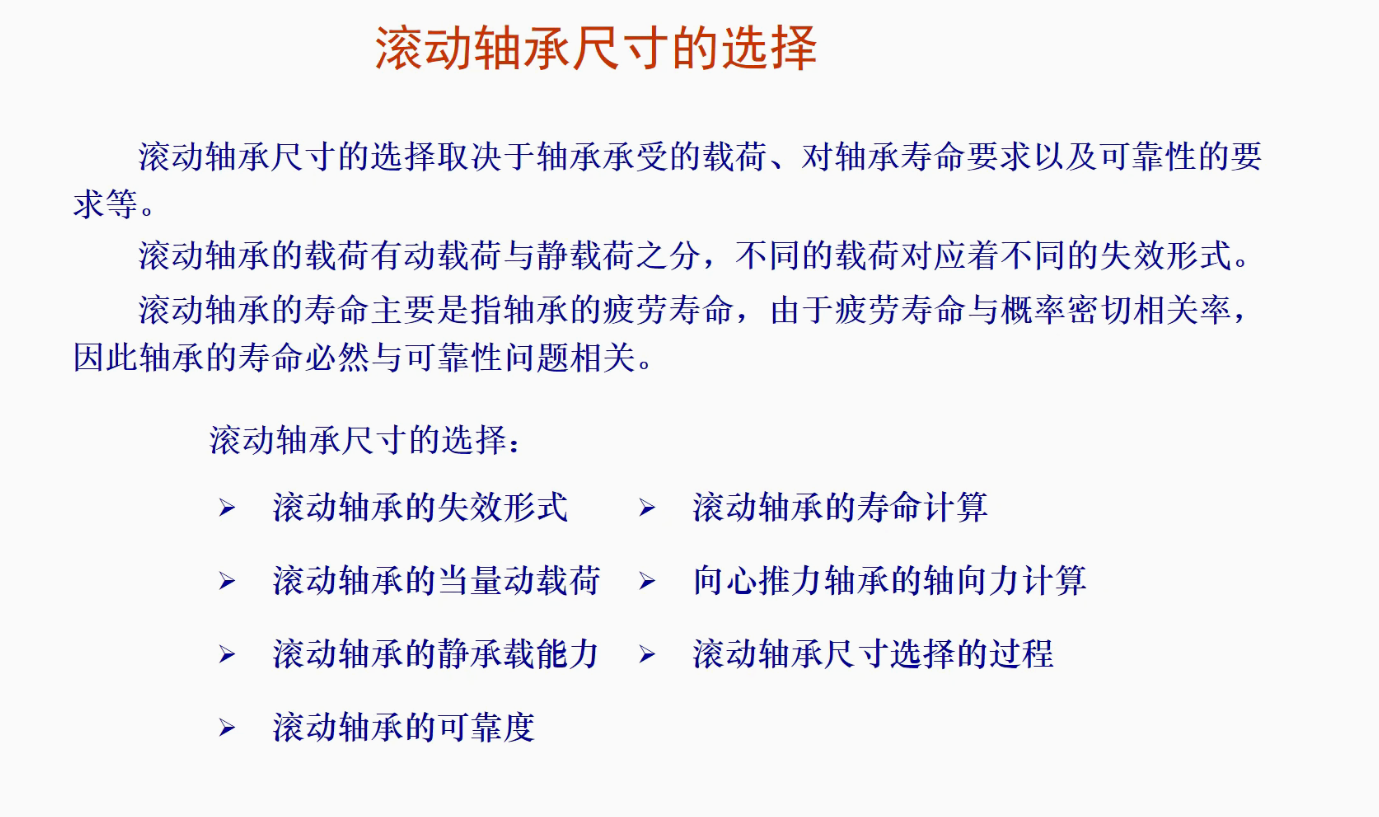 滚动轴承尺寸的选择
滚动轴承尺寸的选择取决于轴承承受的载荷、对轴承寿命要求以及可靠性的要
求等。
滚动轴承的载荷有动载荷与静载荷之分，不同的载荷对应着不同的失效形式。
滚动轴承的寿命主要是指轴承的疲劳寿命，由于疲劳寿命与概率密切相关率，
因此轴承的寿命必然与可靠性问题相关。
滚动轴承尺寸的选择：
➢ 滚动轴承的失效形式 ➢ 滚动轴承的寿命计算
➢ 滚动轴承的当量动载荷 ➢ 向心推力轴承的轴向力计算
➢ 滚动轴承的静承载能力 ➢ 滚动轴承尺寸选择的过程
➢ 滚动轴承的可靠度